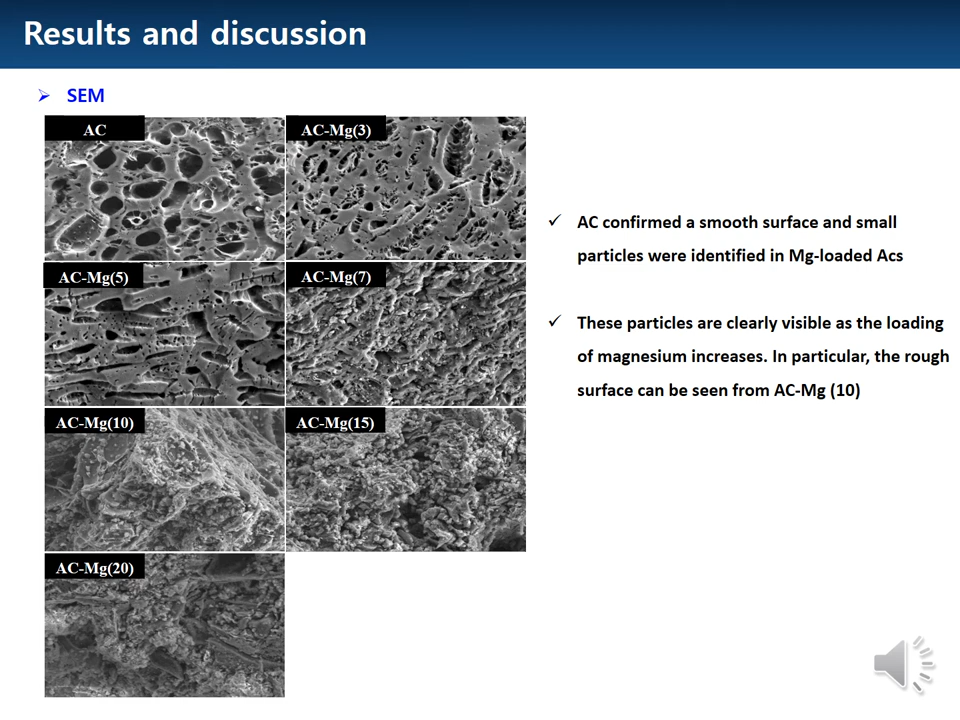 Results and discussion
SEM
AC
AC-Mg(3)
AC-Mg(5)
AC-Mg(7)
AC-Mg(10)
AC-Mg(15)
AC-Mg(20)
AC confirmed a smooth surface and small
particles were identified in Mg-loaded Acs
These particles are clearly visible as the loading
of magnesium increases. In particular, the rough
surface can be seen from AC-Mg (10)